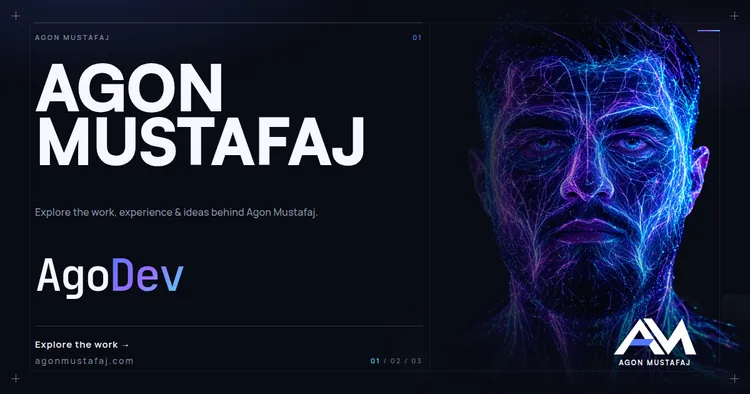 AGON MUSTAFAJ
01
AGON
MUSTAFAJ
Explore the work, experience & ideas behind Agon Mustafaj.
AgoDev
Explore the work →
agonmustafaj.com
01 / 02 / 03
AM
AGON MUSTAFAJ